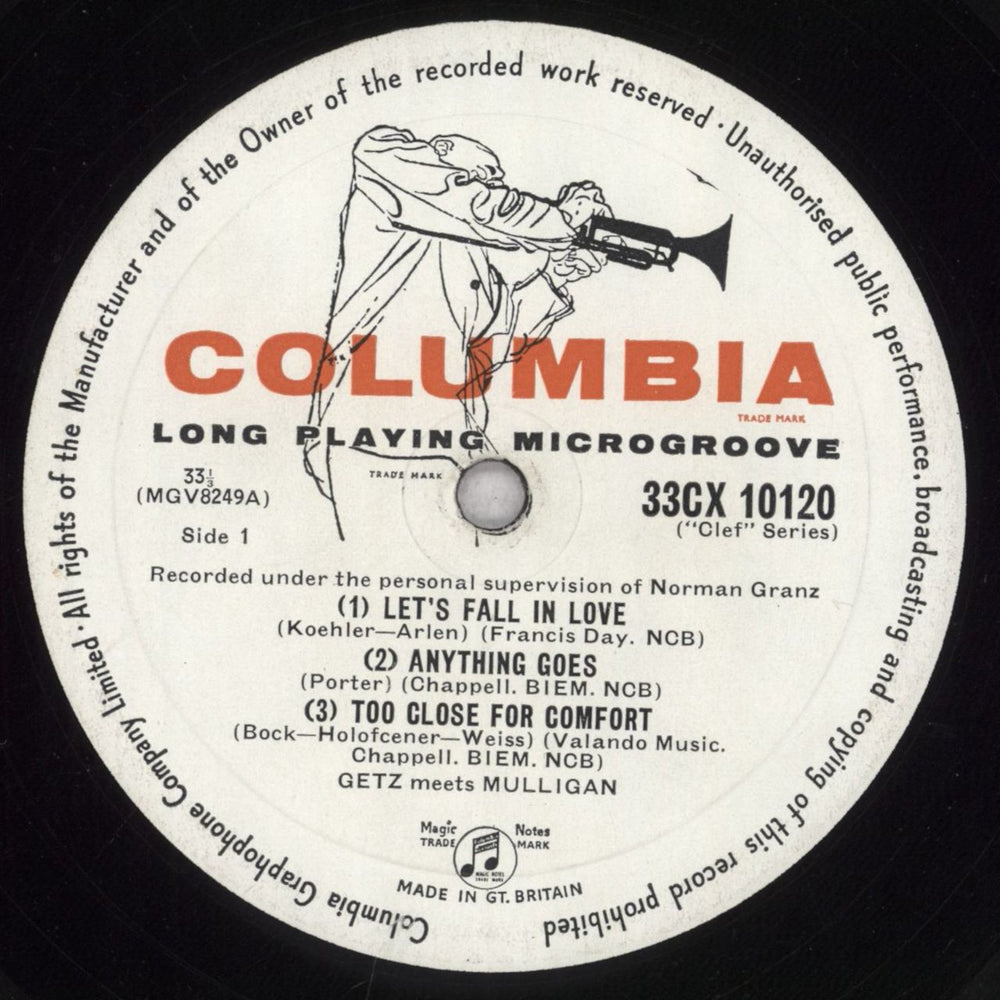 All rights of the Manufacturer and of the Owner of the recorded work reserved · Unauthorised public performance, broadcasting and copying of this record prohibited
COLUMBIA
TRADE MARK
LONG PLAYING MICROGROOVE
TRADE MARK
33⅓
(MGV8249A)
Side 1
33CX 10120
("Clef" Series)
Recorded under the personal supervision of Norman Granz
(1) LET'S FALL IN LOVE
(Koehler—Arlen) (Francis Day. NCB)
(2) ANYTHING GOES
(Porter) (Chappell. BIEM. NCB)
(3) TOO CLOSE FOR COMFORT
(Bock—Holofcener—Weiss) (Valando Music.
Chappell. BIEM. NCB)
GETZ meets MULLIGAN
Magic Notes
TRADE MARK
MAGIC NOTES
TRADE MARK
MADE IN GT. BRITAIN
Columbia Graphophone Company Limited ·